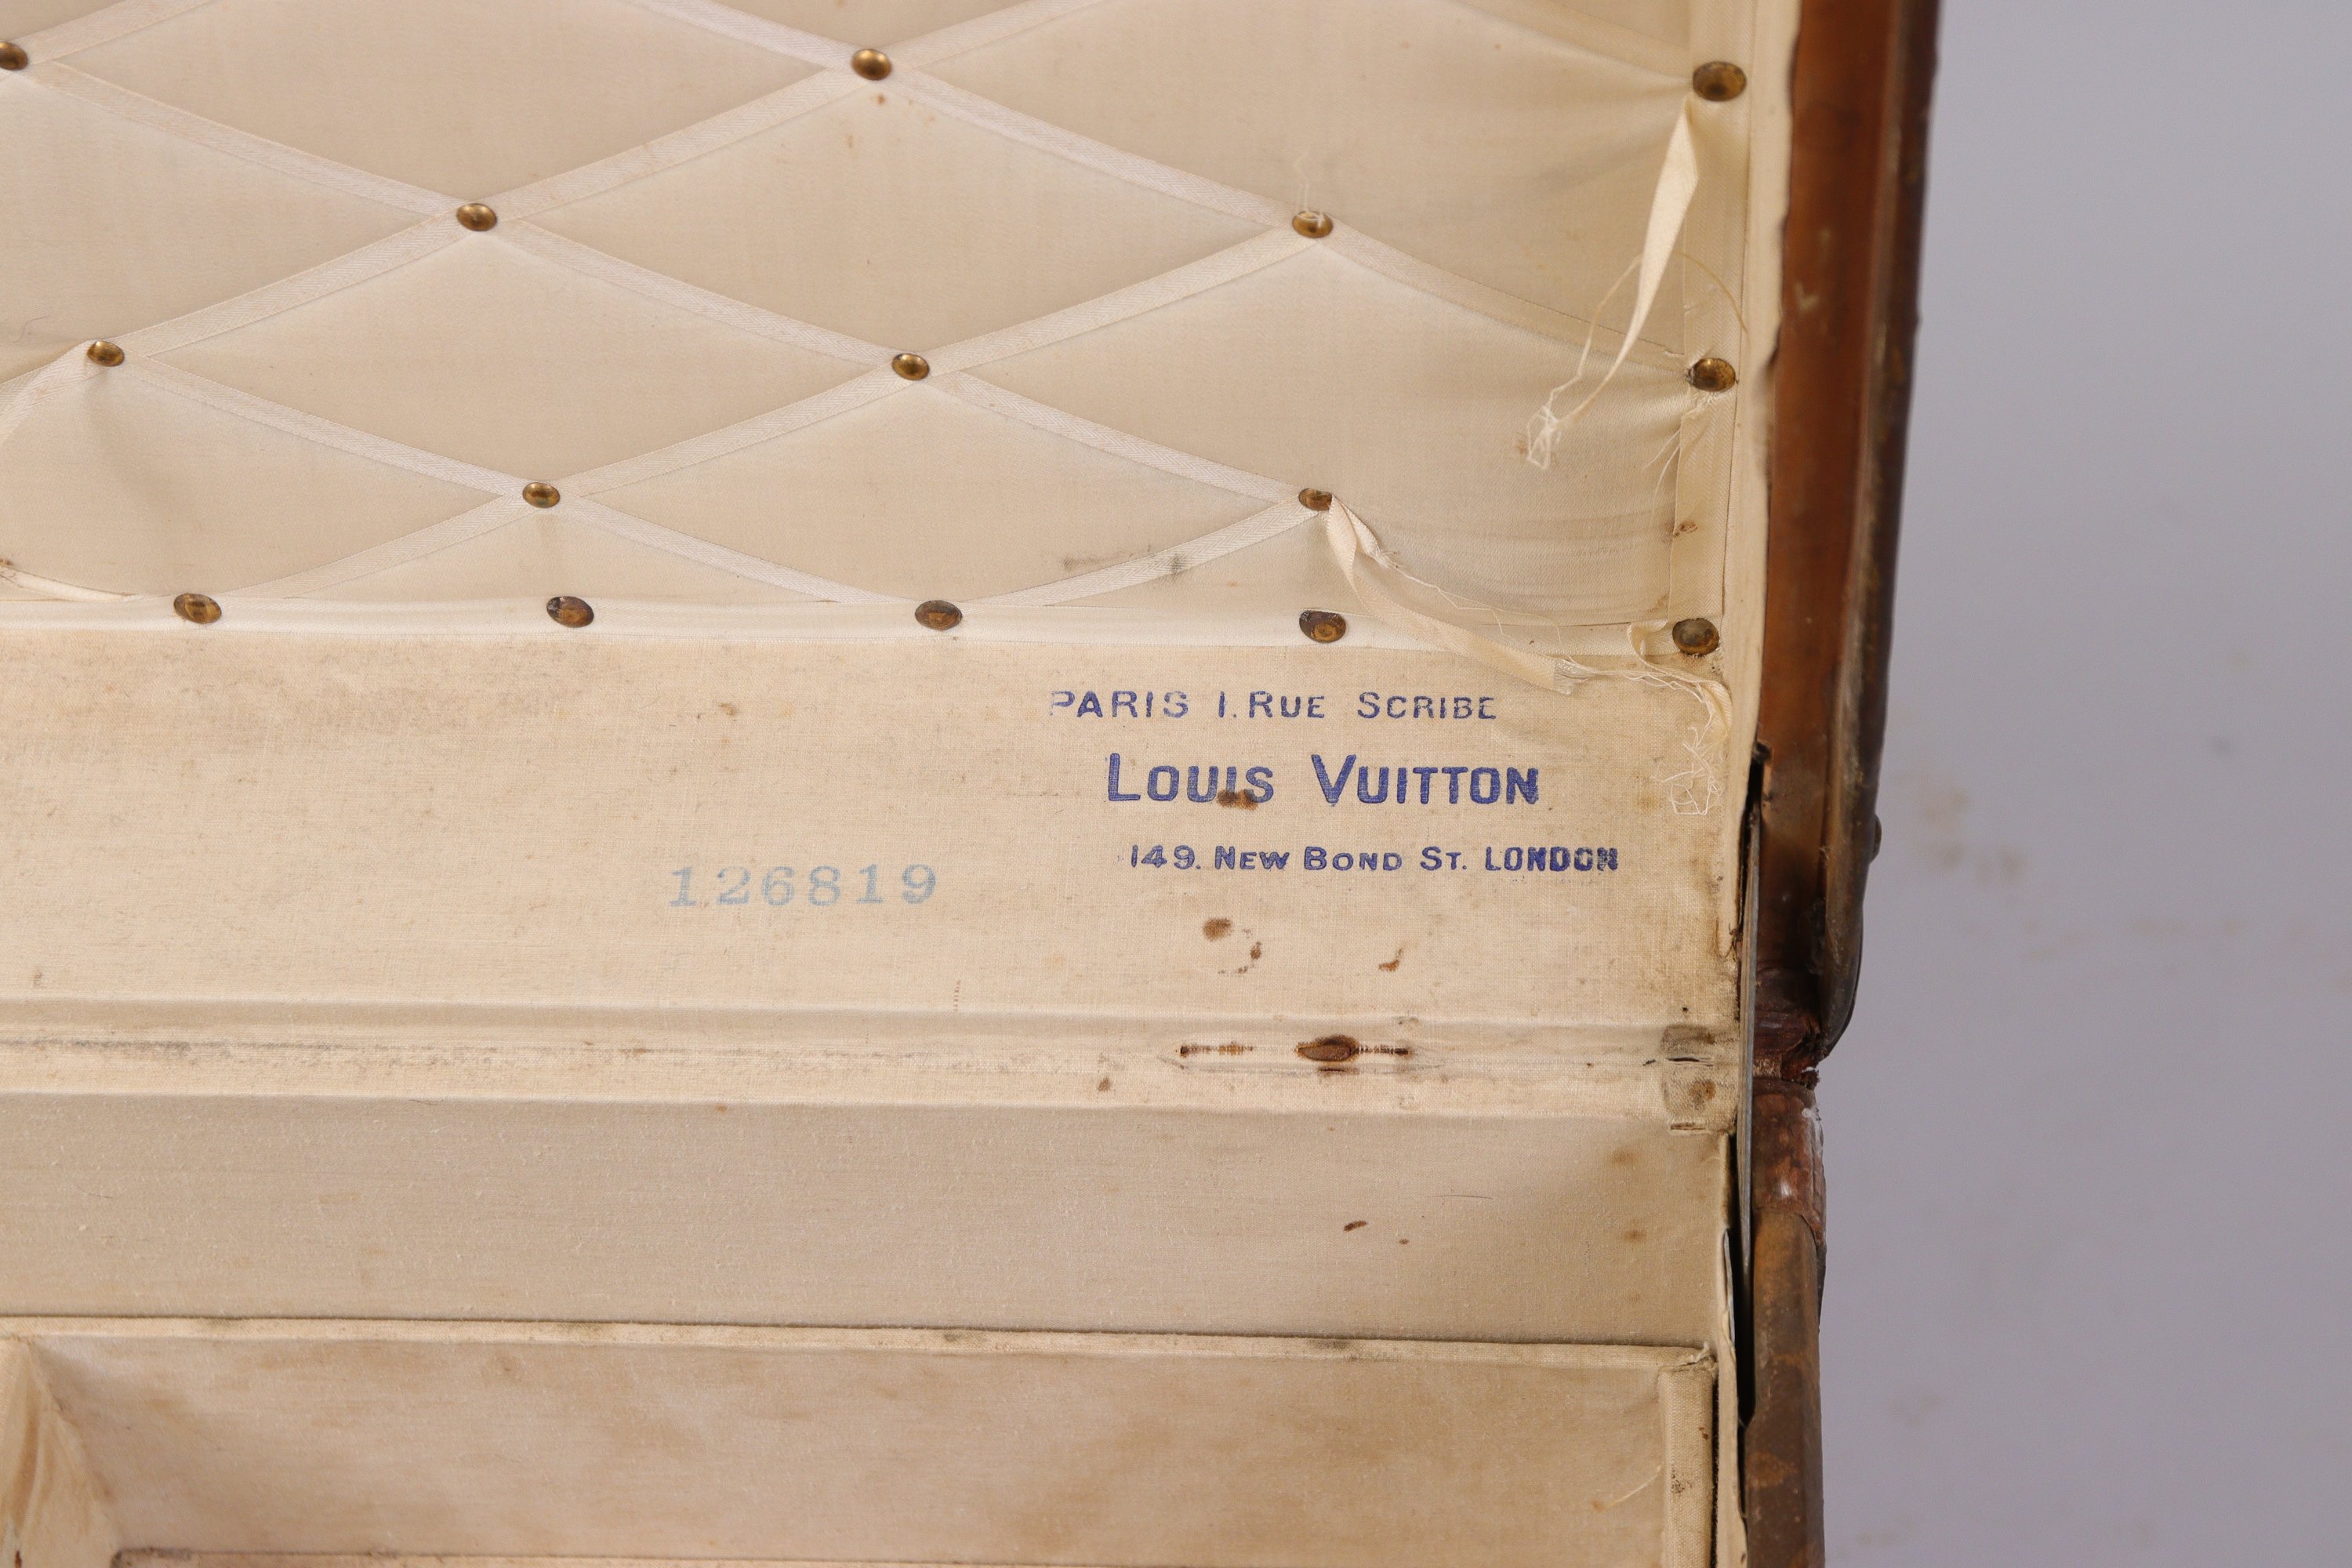 PARIS 1. RUE SCRIBE
LOUIS VUITTON
149. NEW BOND ST. LONDON
126819